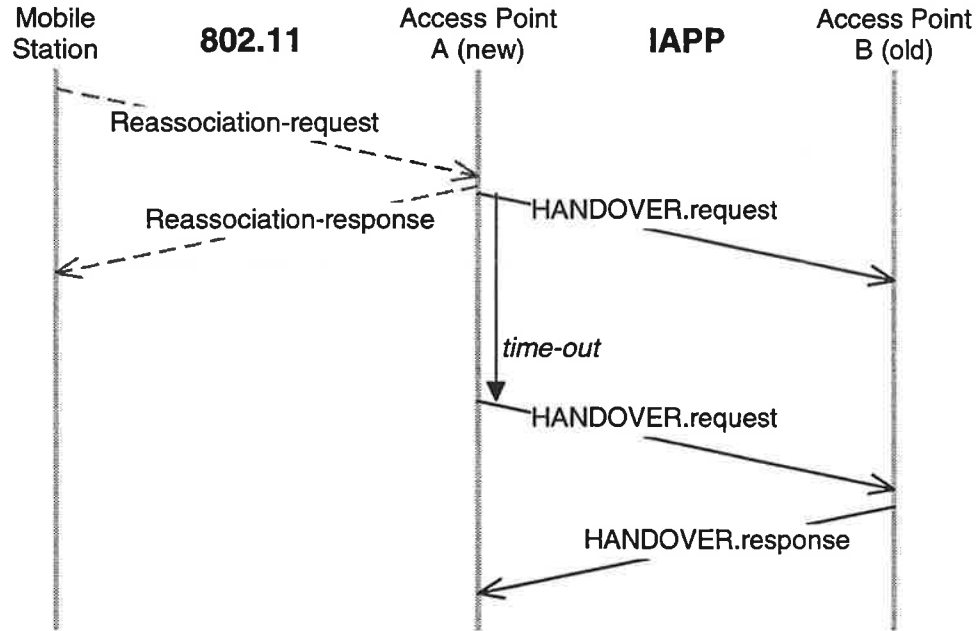 Mobile
Station
802.11
Access Point
A (new)
IAPP
Access Point
B (old)
Reassociation-request
Reassociation-response
HANDOVER.request
time-out
HANDOVER.request
HANDOVER.response